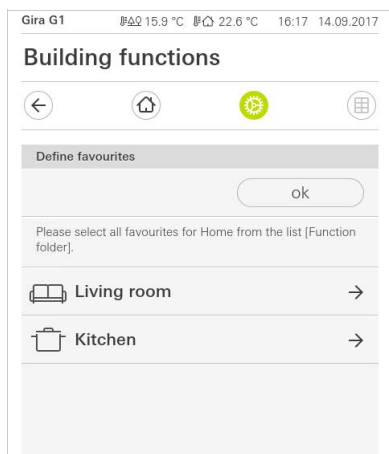 Gira G1 15.9 °C 22.6 °C 16:17 14.09.2017
Building functions
Define favourites
ok
Please select all favourites for Home from the list [Function
folder].
Living room
Kitchen